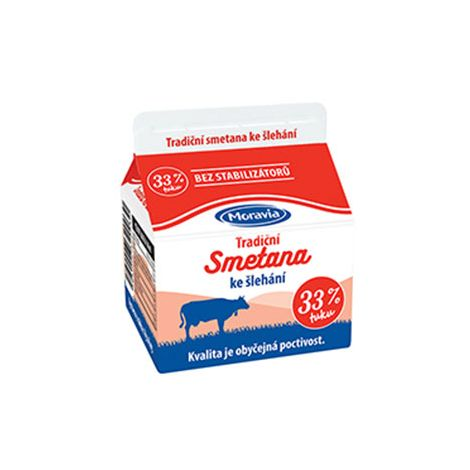 Tradiční smetana ke šlehání
33% tuku
BEZ STABILIZÁTORŮ
Moravia
Tradiční
Smetana
ke šlehání
33% tuku
Kvalita je obyčejná poctivost.